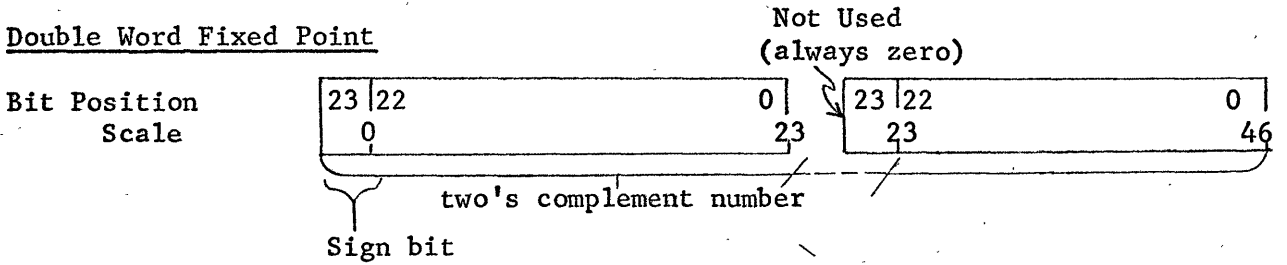 Not Used
Double Word Fixed Point
(always zero)
Bit Position 23 22 0 23 22 0
Scale 0 23 23 46
two's complement number
Sign bit